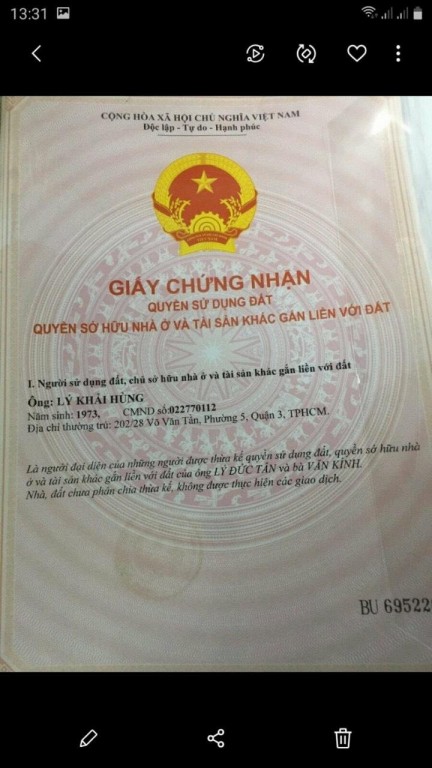 13:31
CỘNG HÒA XÃ HỘI CHỦ NGHĨA VIỆT NAM
Độc lập - Tự do - Hạnh phúc
GIẤY CHỨNG NHẬN
QUYỀN SỬ DỤNG ĐẤT
QUYỀN SỞ HỮU NHÀ Ở VÀ TÀI SẢN KHÁC GẮN LIỀN VỚI ĐẤT
I. Người sử dụng đất, chủ sở hữu nhà ở và tài sản khác gắn liền với đất
Ông: LÝ KHẢI HÙNG
Năm sinh: 1973, CMND số:022770112
Địa chỉ thường trú: 202/28 Võ Văn Tần, Phường 5, Quận 3, TPHCM.
Là người đại diện của những người được thừa kế quyền sử dụng đất, quyền sở hữu nhà
ở và tài sản khác gắn liền với đất của ông LÝ ĐỨC TÂN và bà VĂN KÍNH.
Nhà, đất chưa phân chia thừa kế, không được thực hiện các giao dịch.
BU 69522